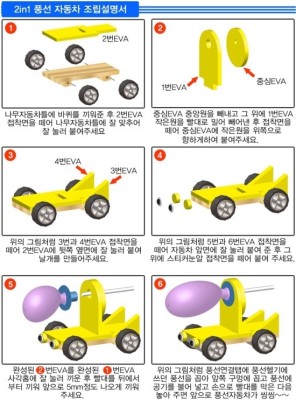 2in1 풍선 자동차 조립설명서
1
2번EVA
나무자동차틀에 바퀴를 끼워준 후 2번EVA
접착면을 떼어 나무자동차틀에 잘 맞추어
잘 눌러 붙여주세요
2
1번EVA
중심EVA
중심EVA 중앙원을 빼내고 그 위에 1번EVA
작은원을 빨대로 밀어 빼어낸 후 접착면을
떼어 중심EVA에 작은원을 위쪽으로
향하게하여 붙여주세요.
3
4번EVA
3번EVA
위의 그림처럼 3번과 4번EVA 접착면을
떼어 2번EVA에 뒷쪽 옆면에 잘 눌러 붙여
날개를 만들어주세요.
4
위의 그림처럼 5번과 6번EVA 접착면을
떼어 자동차 앞면에 잘 눌러 붙여 준 후 그
위에 스티커눈알 접착면을 떼어 붙여주세요.
5
완성된 2번EVA를 완성된 1번EVA
사각홈에 잘 눌러 끼운 후 빨대를 뒤에서
부터 끼워 앞으로 5mm정도 나오게 끼워
주세요.
6
위의 그림처럼 풍선연결탭에 풍선헬기에
쓰던 풍선을 꼽아 앞쪽 구멍에 꼽고 풍선에
공기를 불어 넣고 손으로 빨대를 막은 다음
놓아 주면 풍선자동차가 씽씽~~